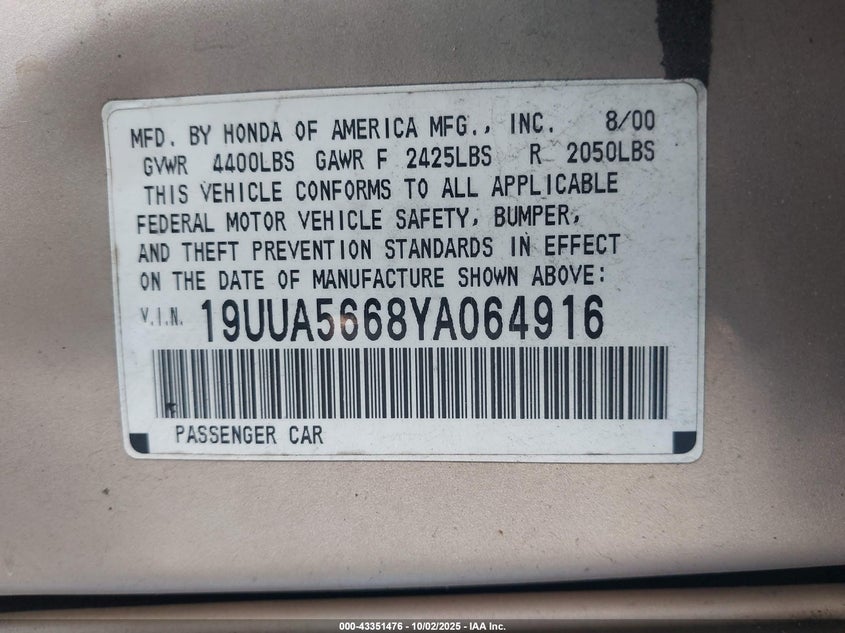 MFD. BY HONDA OF AMERICA MFG., INC. 8/00
GVWR 4400LBS GAWR F 2425LBS R 2050LBS
THIS VEHICLE CONFORMS TO ALL APPLICABLE
FEDERAL MOTOR VEHICLE SAFETY, BUMPER,
AND THEFT PREVENTION STANDARDS IN EFFECT
ON THE DATE OF MANUFACTURE SHOWN ABOVE:
V.I.N. 19UUA5668YA064916
PASSENGER CAR
000-43351476 - 10/02/2025 - IAA Inc.